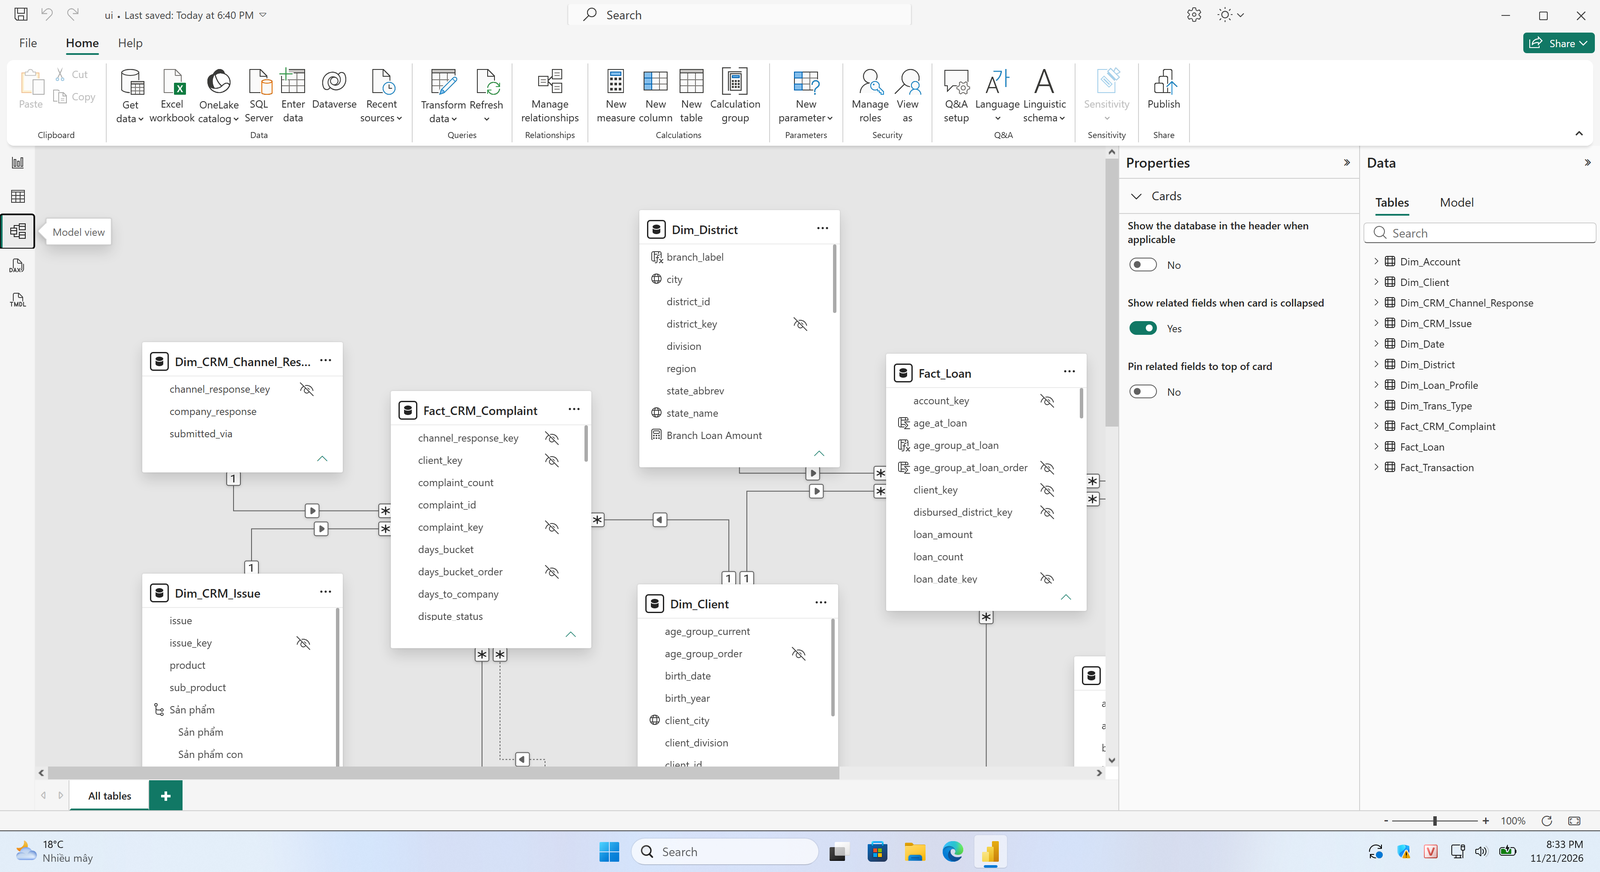 ui • Last saved: Today at 6:40 PM
Search
File
Home
Help
Share
Paste
Cut
Copy
Clipboard
Get data
Excel workbook
OneLake catalog
SQL Server
Enter data
Dataverse
Recent sources
Data
Transform data
Refresh
Queries
Manage relationships
Relationships
New measure
New column
New table
Calculation group
Calculations
New parameter
Parameters
Manage roles
View as
Security
Q&A setup
Language
Linguistic schema
Q&A
Sensitivity
Sensitivity
Publish
Share
Model view
DAX
TMDL
Dim_District
branch_label
city
district_id
district_key
division
region
state_abbrev
state_name
Branch Loan Amount
Dim_CRM_Channel_Res...
channel_response_key
company_response
submitted_via
1
Fact_CRM_Complaint
channel_response_key
client_key
complaint_count
complaint_id
complaint_key
days_bucket
days_bucket_order
days_to_company
dispute_status
Fact_Loan
account_key
age_at_loan
age_group_at_loan
age_group_at_loan_order
client_key
disbursed_district_key
loan_amount
loan_count
loan_date_key
1
Dim_CRM_Issue
issue
issue_key
product
sub_product
Sản phẩm
Sản phẩm
Sản phẩm con
1
1
Dim_Client
age_group_current
age_group_order
birth_date
birth_year
client_city
client_division
client_id
Properties
Cards
Show the database in the header when applicable
No
Show related fields when card is collapsed
Yes
Pin related fields to top of card
No
Data
Tables
Model
Search
Dim_Account
Dim_Client
Dim_CRM_Channel_Response
Dim_CRM_Issue
Dim_Date
Dim_District
Dim_Loan_Profile
Dim_Trans_Type
Fact_CRM_Complaint
Fact_Loan
Fact_Transaction
All tables
100%
18°C
Nhiều mây
Search
8:33 PM
11/21/2026